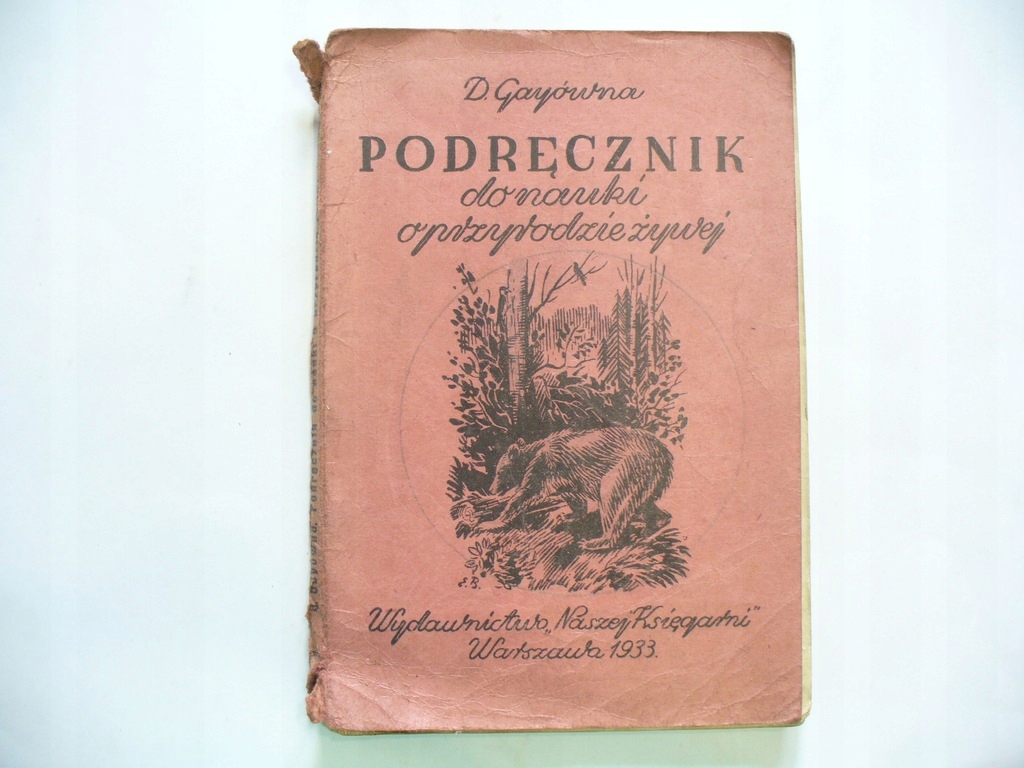 D. Gayówna
PODRĘCZNIK
do nauki
o przyrodzie żywej
E. B.
Wydawnictwo „Naszej Księgarni”
Warszawa 1933.